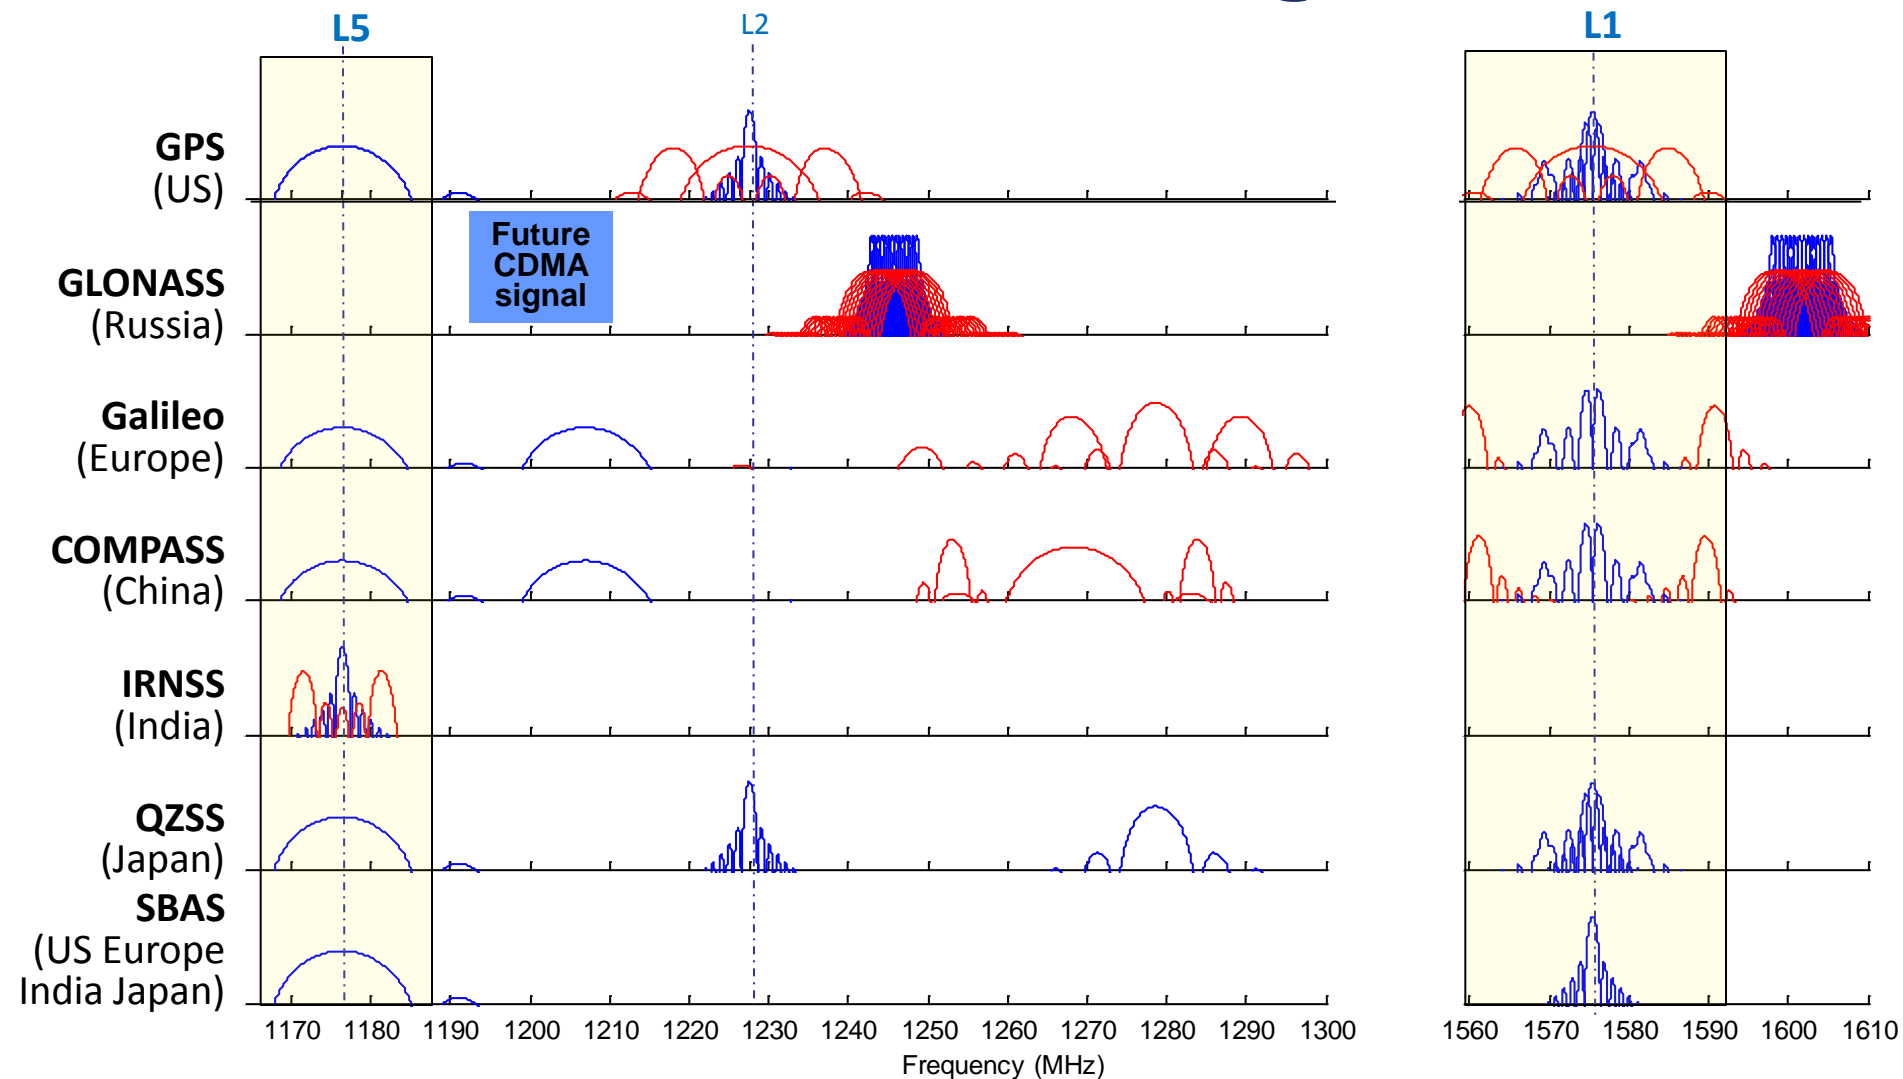 L5
L2
L1
GPS
(US)
Future
CDMA
signal
GLONASS
(Russia)
Galileo
(Europe)
COMPASS
(China)
IRNSS
(India)
QZSS
(Japan)
SBAS
(US Europe
India Japan)
1170 1180 1190 1200 1210 1220 1230 1240 1250 1260 1270 1280 1290 1300 1560 1570 1580 1590 1600 1610
Frequency (MHz)